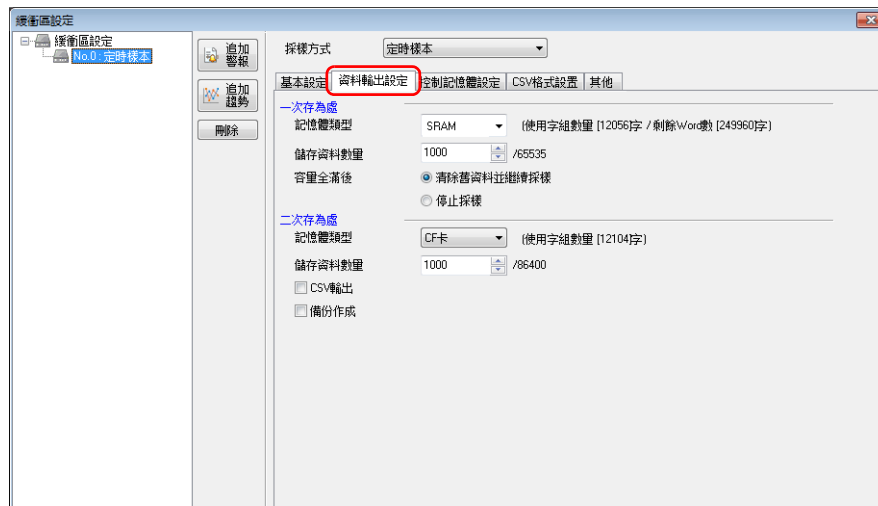 緩衝區設定
緩衝區設定
No.0 : 定時樣本
追加
警報
追加
趨勢
刪除
採樣方式 定時樣本
基本設定 資料輸出設定 控制記憶體設定 CSV格式設置 其他
一次存為處
記憶體類型 SRAM (使用字組數量 [12056]字 / 剩餘Word數 [249960]字)
儲存資料數量 1000 /65535
容量全滿後 清除舊資料並繼續採樣
停止採樣
二次存為處
記憶體類型 CF卡 (使用字組數量 [12104]字)
儲存資料數量 1000 /86400
CSV輸出
備份作成